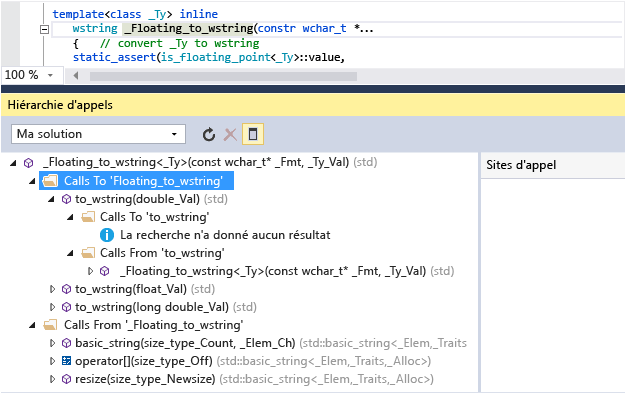 template<class _Ty> inline
wstring _Floating_to_wstring(constr wchar_t *...
{ // convert _Ty to wstring
static_assert(is_floating_point<_Ty>::value,
100 %
Hiérarchie d'appels
Ma solution
_Floating_to_wstring<_Ty>(const wchar_t* _Fmt, _Ty_Val) (std)
Sites d'appel
Calls To 'Floating_to_wstring'
to_wstring(double_Val) (std)
Calls To 'to_wstring'
La recherche n'a donné aucun résultat
Calls From 'to_wstring'
_Floating_to_wstring<_Ty>(const wchar_t* _Fmt, _Ty_Val) (std)
to_wstring(float_Val) (std)
to_wstring(long double_Val) (std)
Calls From '_Floating_to_wstring'
basic_string(size_type_Count, _Elem_Ch) (std::basic_string<_Elem,_Traits
operator[](size_type_Off) (std::basic_string<_Elem,_Traits,_Alloc>)
resize(size_type_Newsize) (std::basic_string<_Elem,_Traits,_Alloc>)